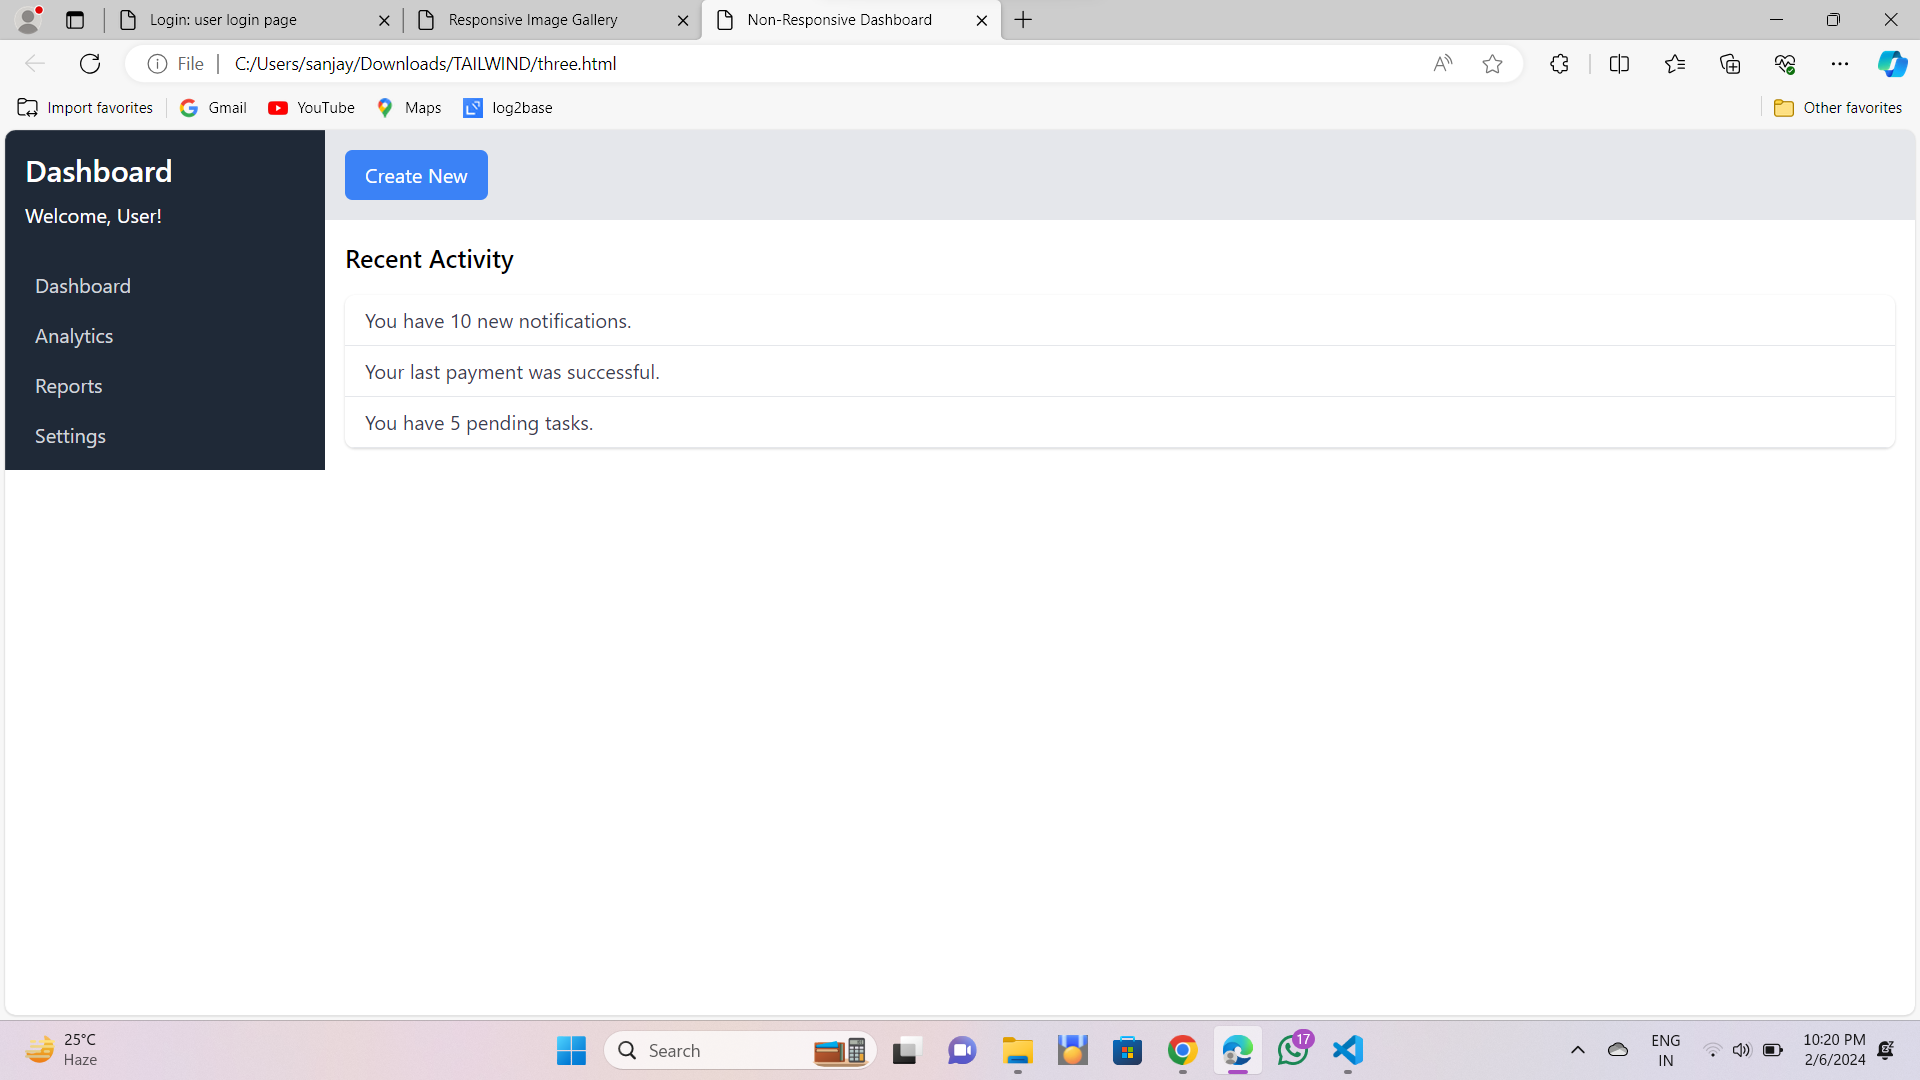 Login: user login page
Responsive Image Gallery
Non-Responsive Dashboard
File
C:/Users/sanjay/Downloads/TAILWIND/three.html
Import favorites
Gmail
YouTube
Maps
log2base
Other favorites
Dashboard
Welcome, User!
Dashboard
Analytics
Reports
Settings
Create New
Recent Activity
You have 10 new notifications.
Your last payment was successful.
You have 5 pending tasks.
25°C
Haze
Search
17
ENG
IN
10:20 PM
2/6/2024